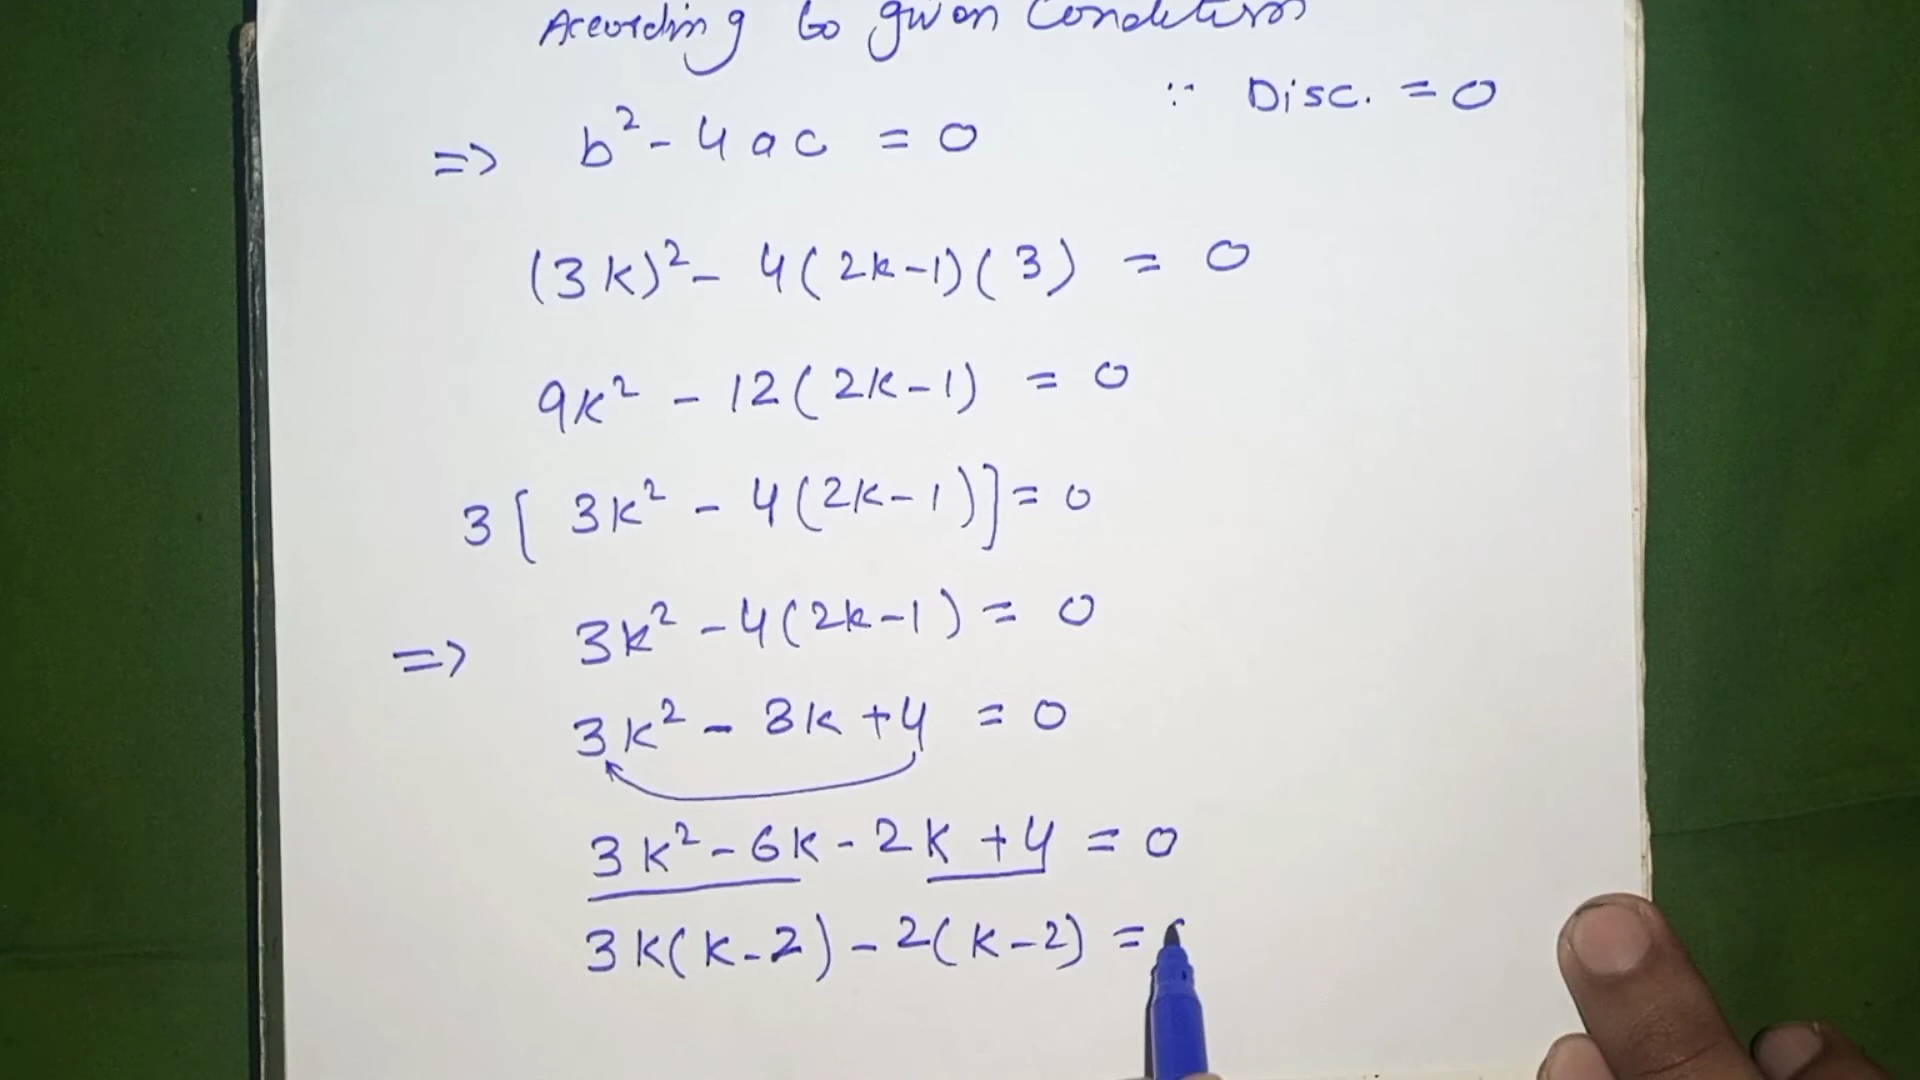 According to given Condition
∵ Disc. = 0
=> b² - 4ac = 0
(3k)² - 4(2k-1)(3) = 0
9k² - 12(2k-1) = 0
3[3k² - 4(2k-1)] = 0
=> 3k² - 4(2k-1) = 0
3k² - 8k + 4 = 0
3k² - 6k - 2k + 4 = 0
3k(k-2) - 2(k-2) =